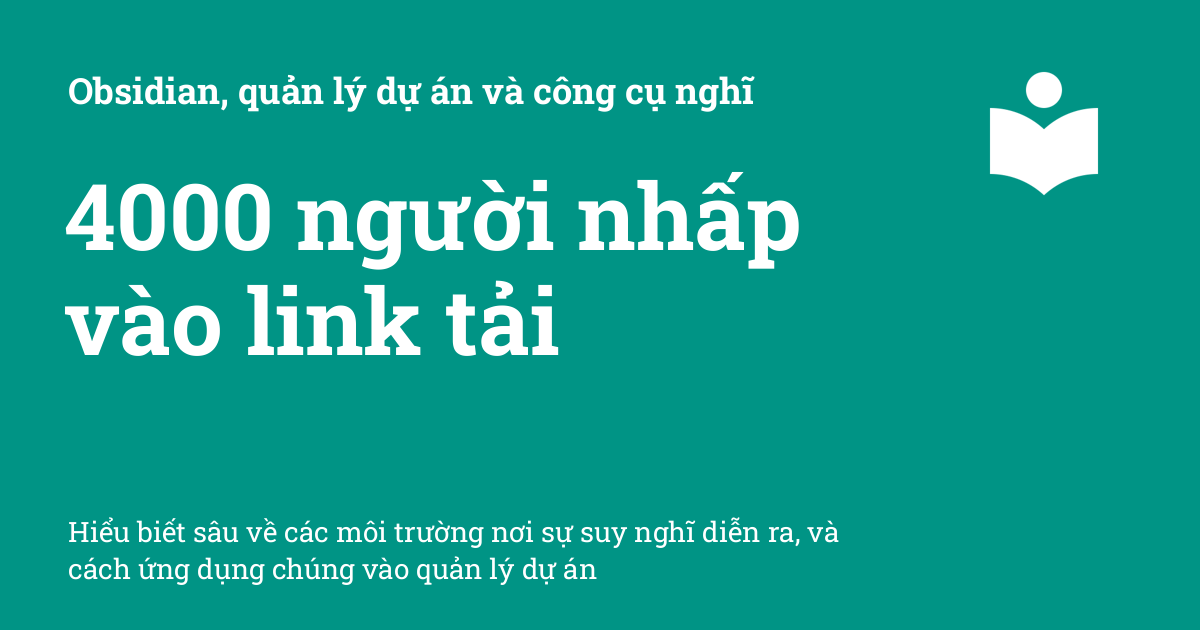 Obsidian, quản lý dự án và công cụ nghĩ
4000 người nhấp
vào link tải
Hiểu biết sâu về các môi trường nơi sự suy nghĩ diễn ra, và
cách ứng dụng chúng vào quản lý dự án